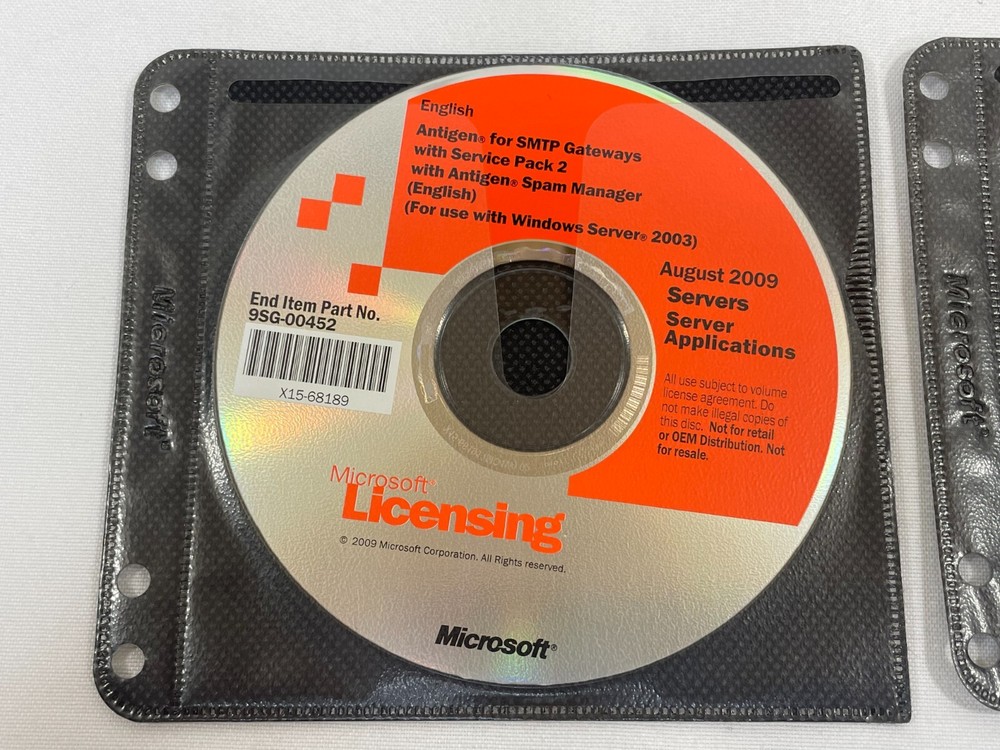 English
Antigen® for SMTP Gateways
with Service Pack 2
with Antigen® Spam Manager
(English)
(For use with Windows Server® 2003)
August 2009
Servers
Server
Applications
End Item Part No.
9SG-00452
X15-68189
All use subject to volume
license agreement. Do
not make illegal copies of
this disc. Not for retail
or OEM Distribution. Not
for resale.
Microsoft®
Licensing
© 2009 Microsoft Corporation. All Rights reserved.
Microsoft®
Microsoft®
Microsoft®